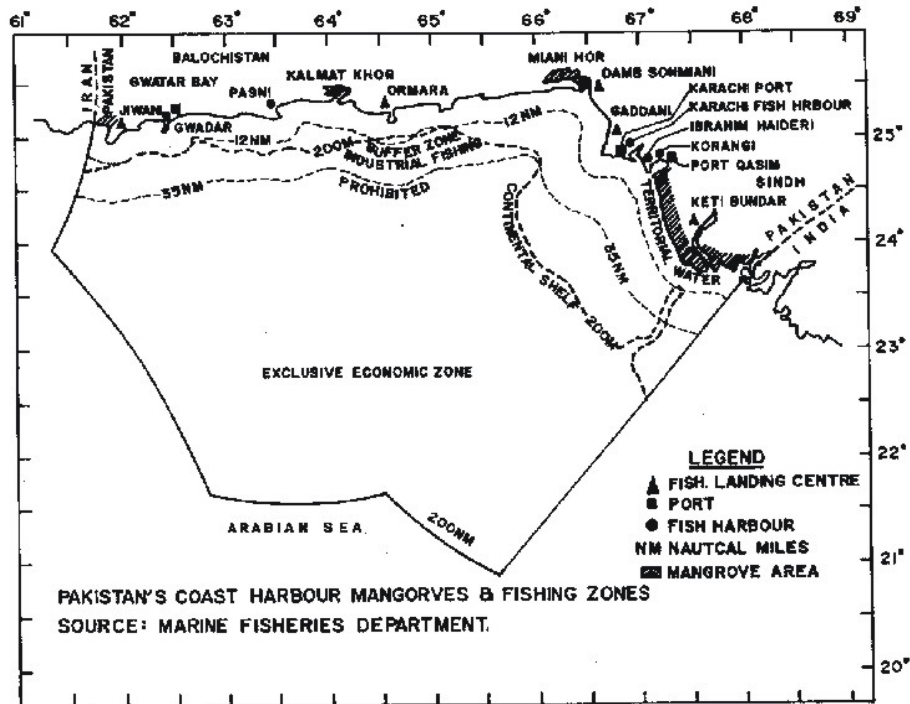 61° 62° 63° 64° 65° 66° 67° 68° 69°
BALOCHISTAN
MIANI HOR
IRAN
PAKISTAN
GWATAR BAY
KALMAT KHOR
DAMB SONMIANI
PASNI
ORMARA
KARACHI PORT
JIWANI
GADDANI
KARACHI FISH HRBOUR
GWADAR
12NM
12NM
IBRAHIM HAIDERI
25°
200M
BUFFER ZONE
KORANGI
INDUSTRIAL FISHING
PORT QASIM
35NM
PROHIBITED
SINDH
KETI BUNDAR
PAKISTAN
INDIA
TERRITORIAL
WATER
24°
CONTINENTAL SHELF 200M
35NM
23°
EXCLUSIVE ECONOMIC ZONE
22°
LEGEND
FISH. LANDING CENTRE
PORT
ARABIAN SEA
200NM
FISH HARBOUR
NM NAUTCAL MILES
21°
MANGROVE AREA
PAKISTAN'S COAST HARBOUR MANGORVES & FISHING ZONES
SOURCE: MARINE FISHERIES DEPARTMENT.
20°